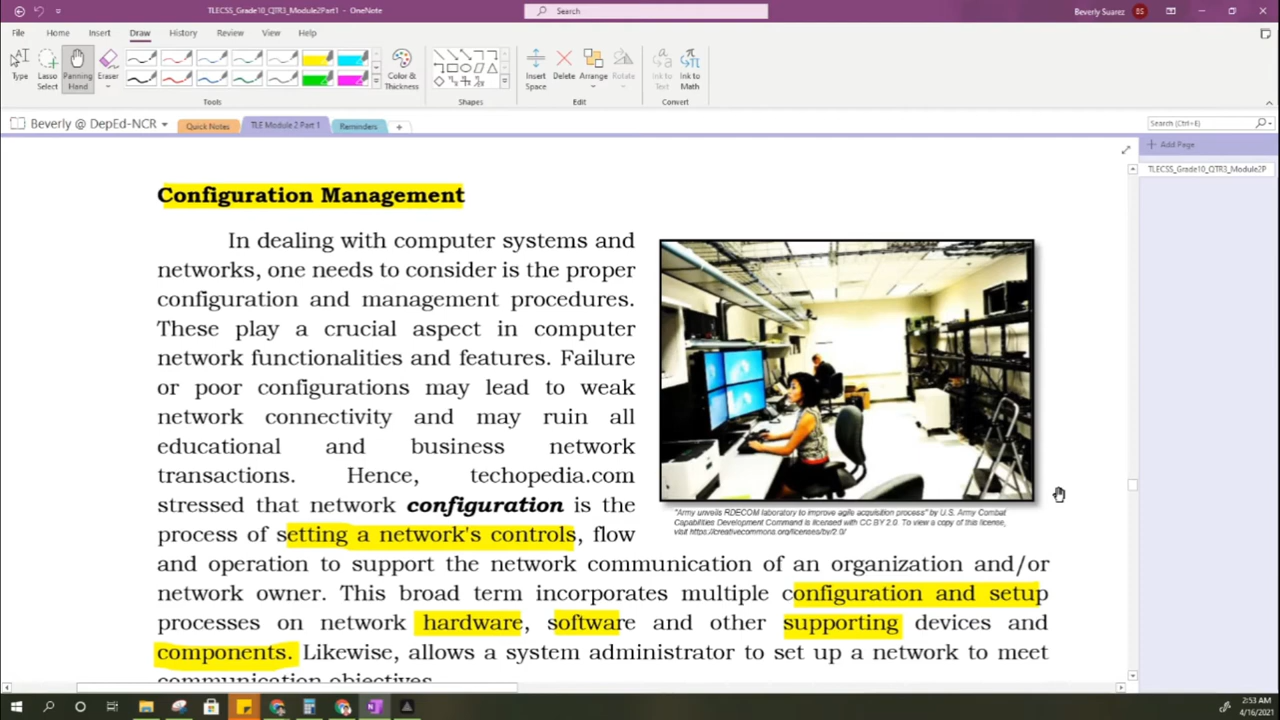 TLECSS_Grade10_QTR3_Module2Part1 - OneNote
Search
Beverly Suarez
BS
File Home Insert Draw History Review View Help
Type
Lasso Select
Panning Hand
Eraser
Color & Thickness
Insert Space
Delete
Arrange
Rotate
Ink to Text
Ink to Math
Tools
Shapes
Edit
Convert
Beverly @ DepEd-NCR
Quick Notes
TLE Module 2 Part 1
Reminders
Search (Ctrl+E)
Add Page
TLECSS_Grade10_QTR3_Module2P
Configuration Management
In dealing with computer systems and
networks, one needs to consider is the proper
configuration and management procedures.
These play a crucial aspect in computer
network functionalities and features. Failure
or poor configurations may lead to weak
network connectivity and may ruin all
educational and business network
transactions. Hence, techopedia.com
stressed that network configuration is the
process of setting a network's controls, flow
and operation to support the network communication of an organization and/or
network owner. This broad term incorporates multiple configuration and setup
processes on network hardware, software and other supporting devices and
components. Likewise, allows a system administrator to set up a network to meet
communication objectives.
"Army unveils RDECOM laboratory to improve agile acquisition process" by U.S. Army Combat
Capabilities Development Command is licensed with CC BY 2.0. To view a copy of this license,
visit https://creativecommons.org/licenses/by/2.0/
2:53 AM
4/16/2021